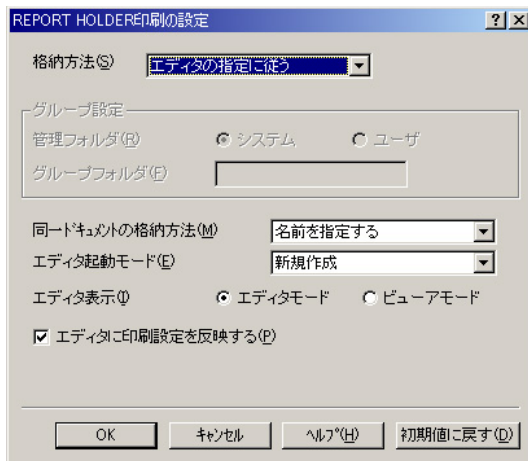 REPORT HOLDER印刷の設定
格納方法(S) エディタの指定に従う
グループ設定
管理フォルダ(R) システム ユーザ
グループフォルダ(F)
同一ドキュメントの格納方法(M) 名前を指定する
エディタ起動モード(E) 新規作成
エディタ表示(I) エディタモード ビューアモード
エディタに印刷設定を反映する(P)
OK キャンセル ヘルプ(H) 初期値に戻す(D)